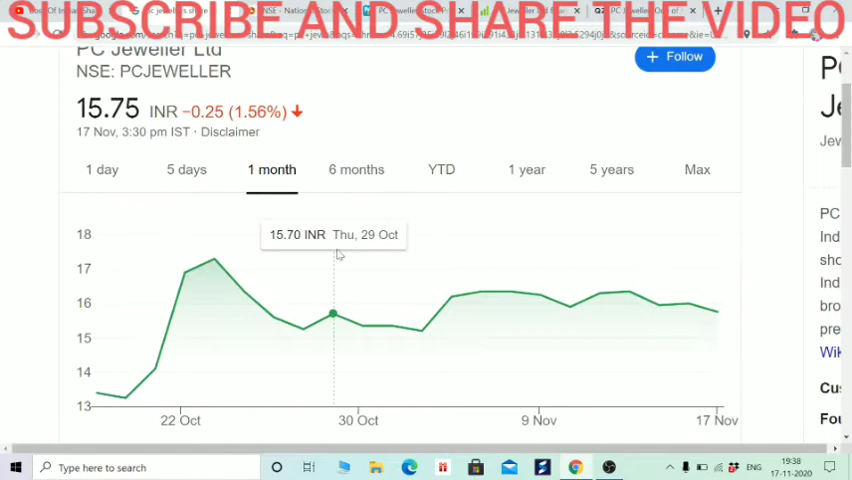 SUBSCRIBE AND SHARE THE VIDEO
PC Jeweller Ltd
NSE: PCJEWELLER
+ Follow
15.75 INR −0.25 (1.56%)
17 Nov, 3:30 pm IST · Disclaimer
1 day 5 days 1 month 6 months YTD 1 year 5 years Max
15.70 INR Thu, 29 Oct
18
17
16
15
14
13
22 Oct 30 Oct 9 Nov 17 Nov
PC
Je
Jew
PC
Ind
sho
Ind
bro
pre
Wik
Cus
Fou
Type here to search
ENG
19:38
17-11-2020